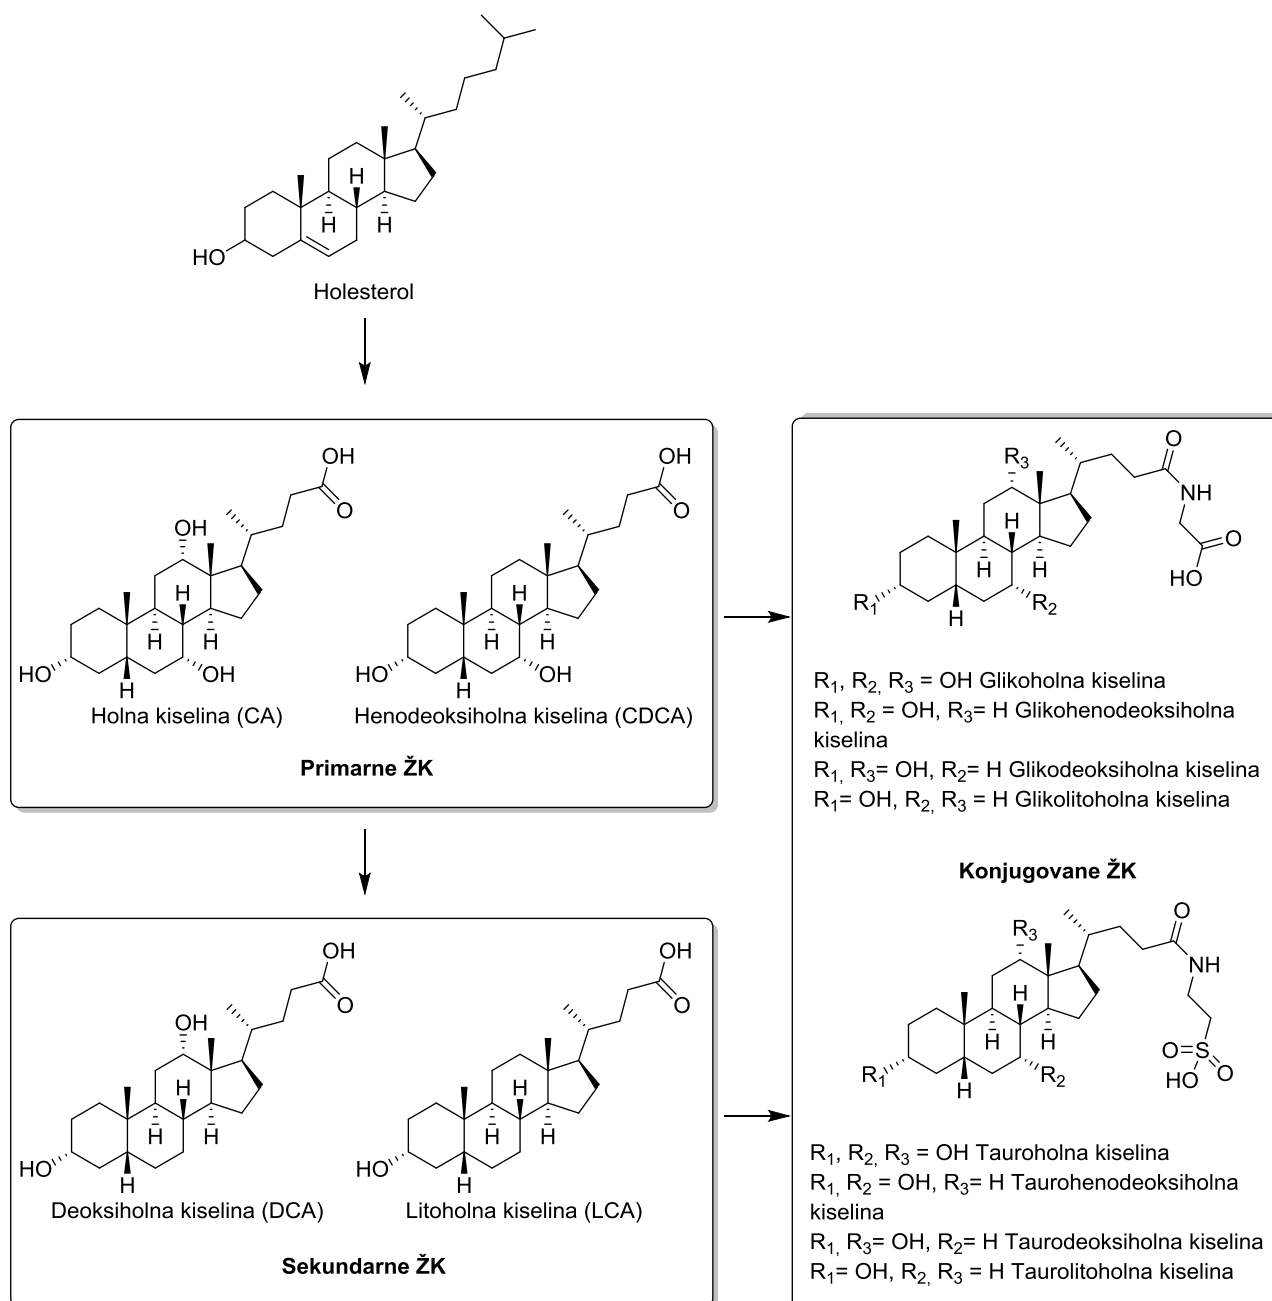 HO
H
H
H
Holesterol
OH
O
OH
H
H
H
HO
H
OH
Holna kiselina (CA)
OH
O
H
H
H
HO
H
OH
Henodeoksiholna kiselina (CDCA)
Primarne ŽK
OH
O
OH
H
H
H
HO
H
Deoksiholna kiselina (DCA)
OH
O
H
H
H
HO
H
Litoholna kiselina (LCA)
Sekundarne ŽK
O
R3
NH
H
O
H
H
HO
R1
R2
H
R1, R2, R3 = OH Glikoholna kiselina
R1, R2 = OH, R3= H Glikohenodeoksiholna
kiselina
R1, R3= OH, R2= H Glikodeoksiholna kiselina
R1= OH, R2, R3 = H Glikolitoholna kiselina
Konjugovane ŽK
O
R3
NH
H
H
H
O=S
O
HO
R1
R2
H
R1, R2, R3 = OH Tauroholna kiselina
R1, R2 = OH, R3= H Taurohenodeoksiholna
kiselina
R1, R3= OH, R2= H Taurodeoksiholna kiselina
R1= OH, R2, R3 = H Taurolitoholna kiselina